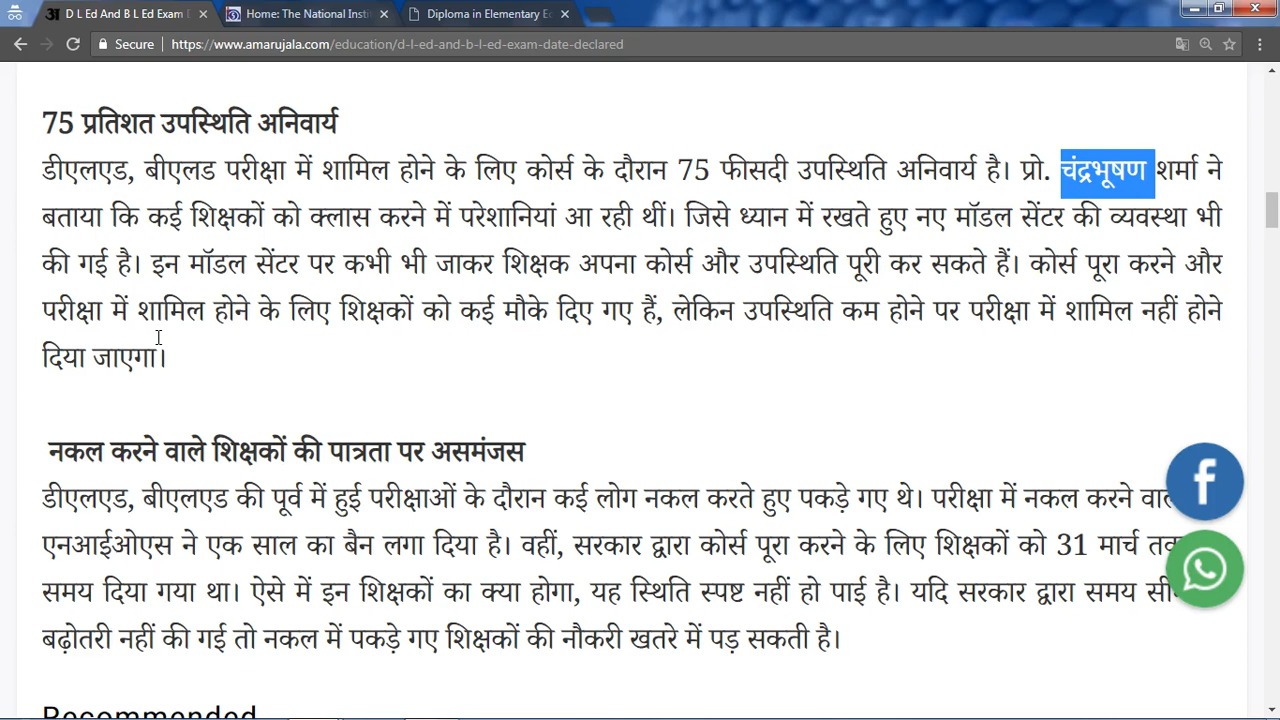 D L Ed And B L Ed Exam
Home: The National Insti
Diploma in Elementary Ec
Secure
https://www.amarujala.com/education/d-l-ed-and-b-l-ed-exam-date-declared
75 प्रतिशत उपस्थिति अनिवार्य
डीएलएड, बीएलड परीक्षा में शामिल होने के लिए कोर्स के दौरान 75 फीसदी उपस्थिति अनिवार्य है। प्रो. चंद्रभूषण शर्मा ने
बताया कि कई शिक्षकों को क्लास करने में परेशानियां आ रही थीं। जिसे ध्यान में रखते हुए नए मॉडल सेंटर की व्यवस्था भी
की गई है। इन मॉडल सेंटर पर कभी भी जाकर शिक्षक अपना कोर्स और उपस्थिति पूरी कर सकते हैं। कोर्स पूरा करने और
परीक्षा में शामिल होने के लिए शिक्षकों को कई मौके दिए गए हैं, लेकिन उपस्थिति कम होने पर परीक्षा में शामिल नहीं होने
दिया जाएगा।
नकल करने वाले शिक्षकों की पात्रता पर असमंजस
डीएलएड, बीएलएड की पूर्व में हुई परीक्षाओं के दौरान कई लोग नकल करते हुए पकड़े गए थे। परीक्षा में नकल करने
एनआईओएस ने एक साल का बैन लगा दिया है। वहीं, सरकार द्वारा कोर्स पूरा करने के लिए शिक्षकों को 31 मार्च
समय दिया गया था। ऐसे में इन शिक्षकों का क्या होगा, यह स्थिति स्पष्ट नहीं हो पाई है। यदि सरकार द्वारा समय
बढ़ोतरी नहीं की गई तो नकल में पकड़े गए शिक्षकों की नौकरी खतरे में पड़ सकती है।
Recommended